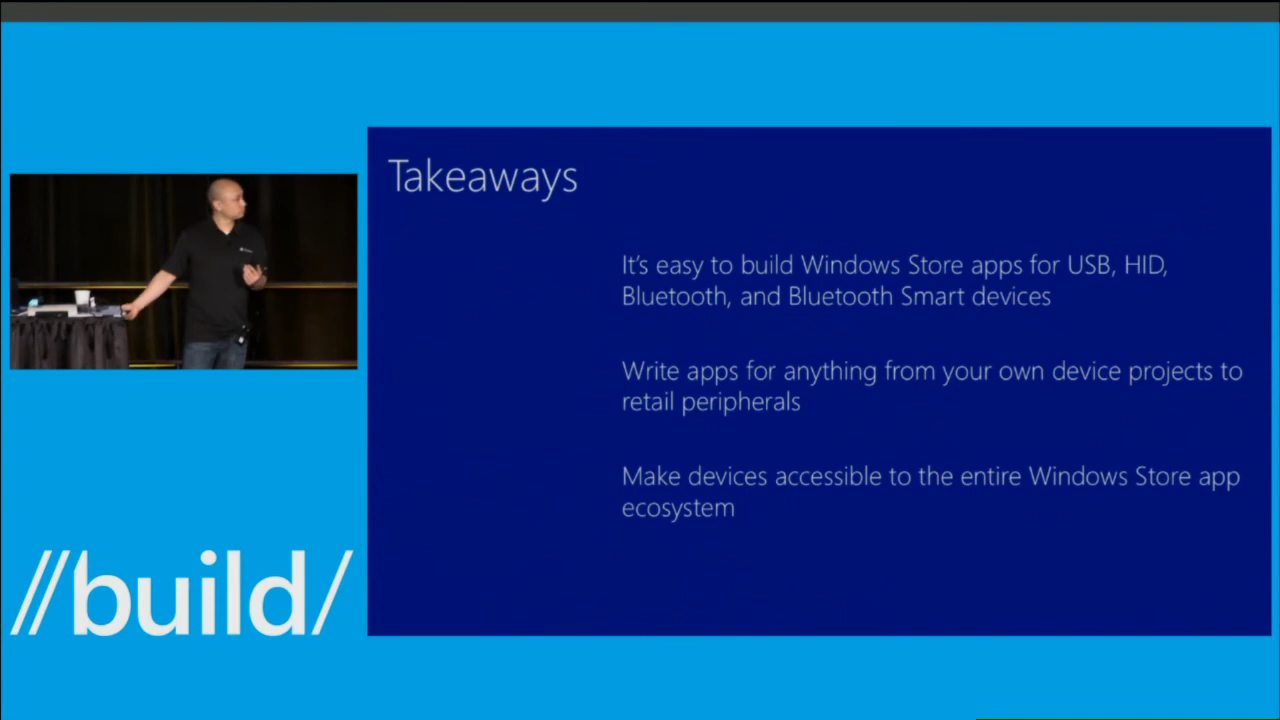 Takeaways
It's easy to build Windows Store apps for USB, HID,
Bluetooth, and Bluetooth Smart devices
Write apps for anything from your own device projects to
retail peripherals
Make devices accessible to the entire Windows Store app
ecosystem
//build/